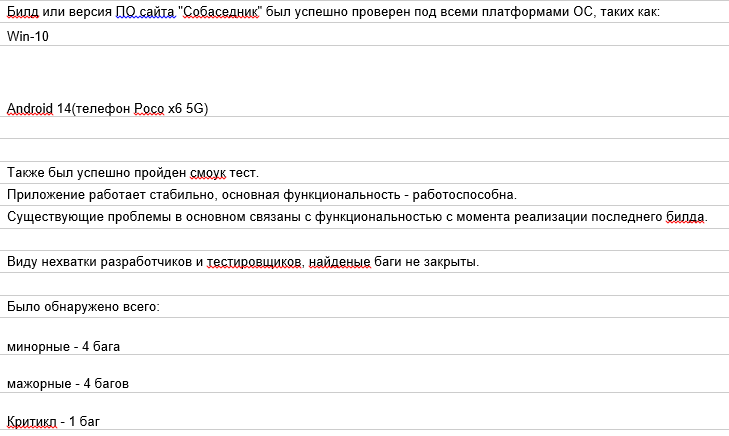 Билд или версия ПО сайта "Собаседник" был успешно проверен под всеми платформами ОС, таких как:
Win-10
Android 14(телефон Poco x6 5G)
Также был успешно пройден смоук тест.
Приложение работает стабильно, основная функциональность - работоспособна.
Существующие проблемы в основном связаны с функциональностью с момента реализации последнего билда.
Виду нехватки разработчиков и тестировщиков, найденые баги не закрыты.
Было обнаружено всего:
минорные - 4 бага
мажорные - 4 багов
Критикл - 1 баг